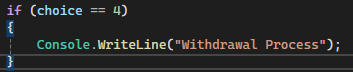 if (choice == 4)
{
    Console.WriteLine("Withdrawal Process");
}